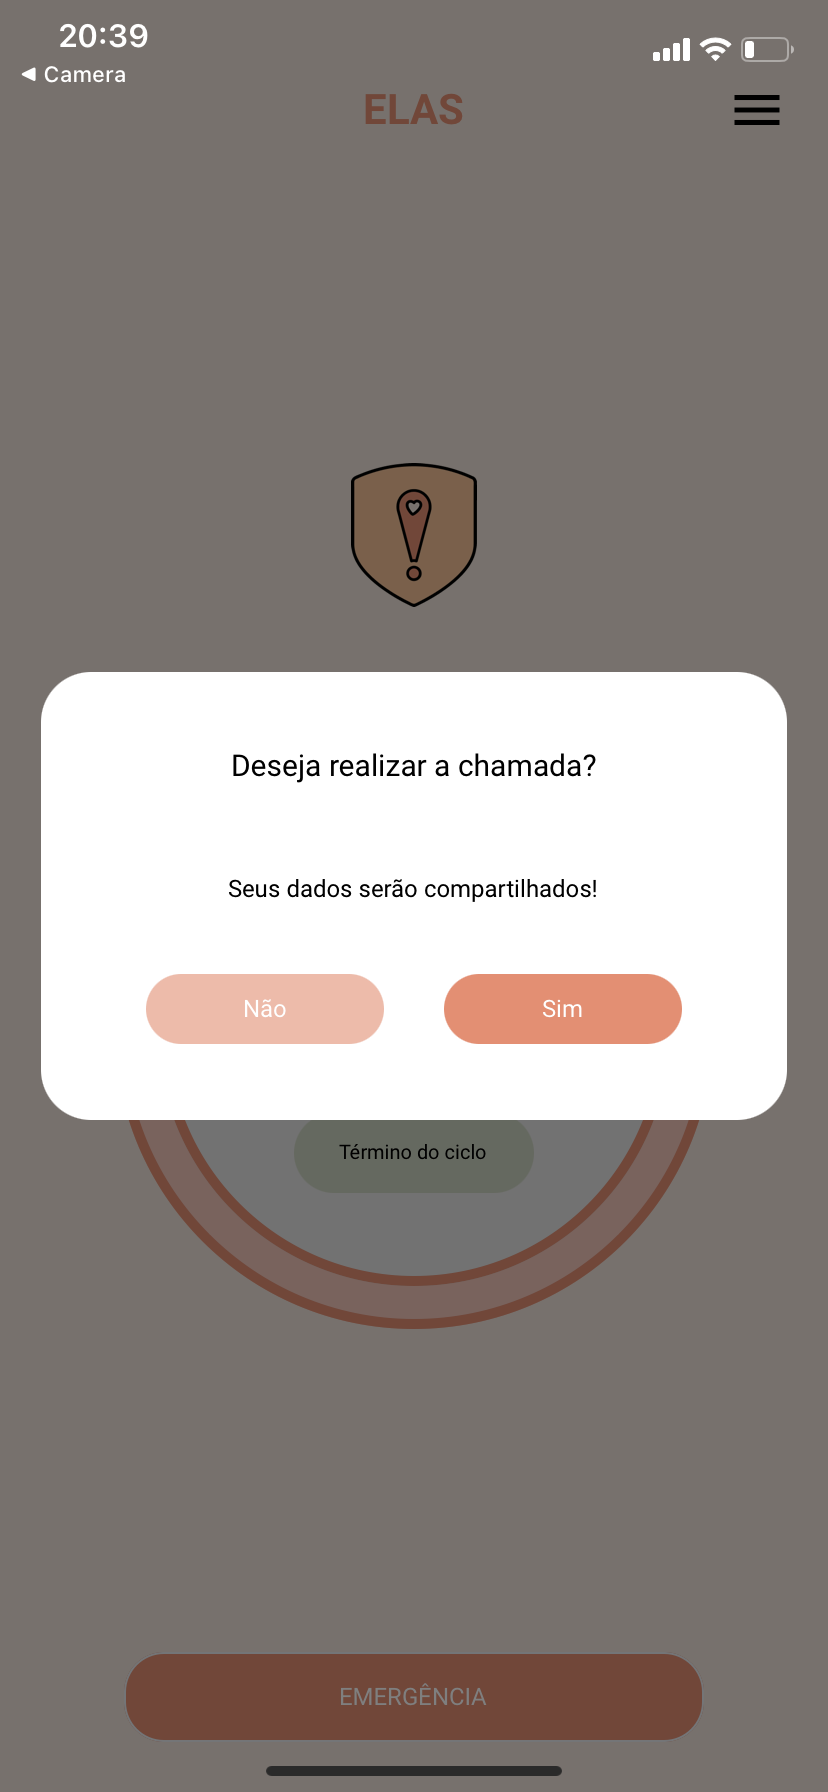 20:39
Camera
ELAS
Deseja realizar a chamada?
Seus dados serão compartilhados!
Não
Sim
Término do ciclo
EMERGÊNCIA